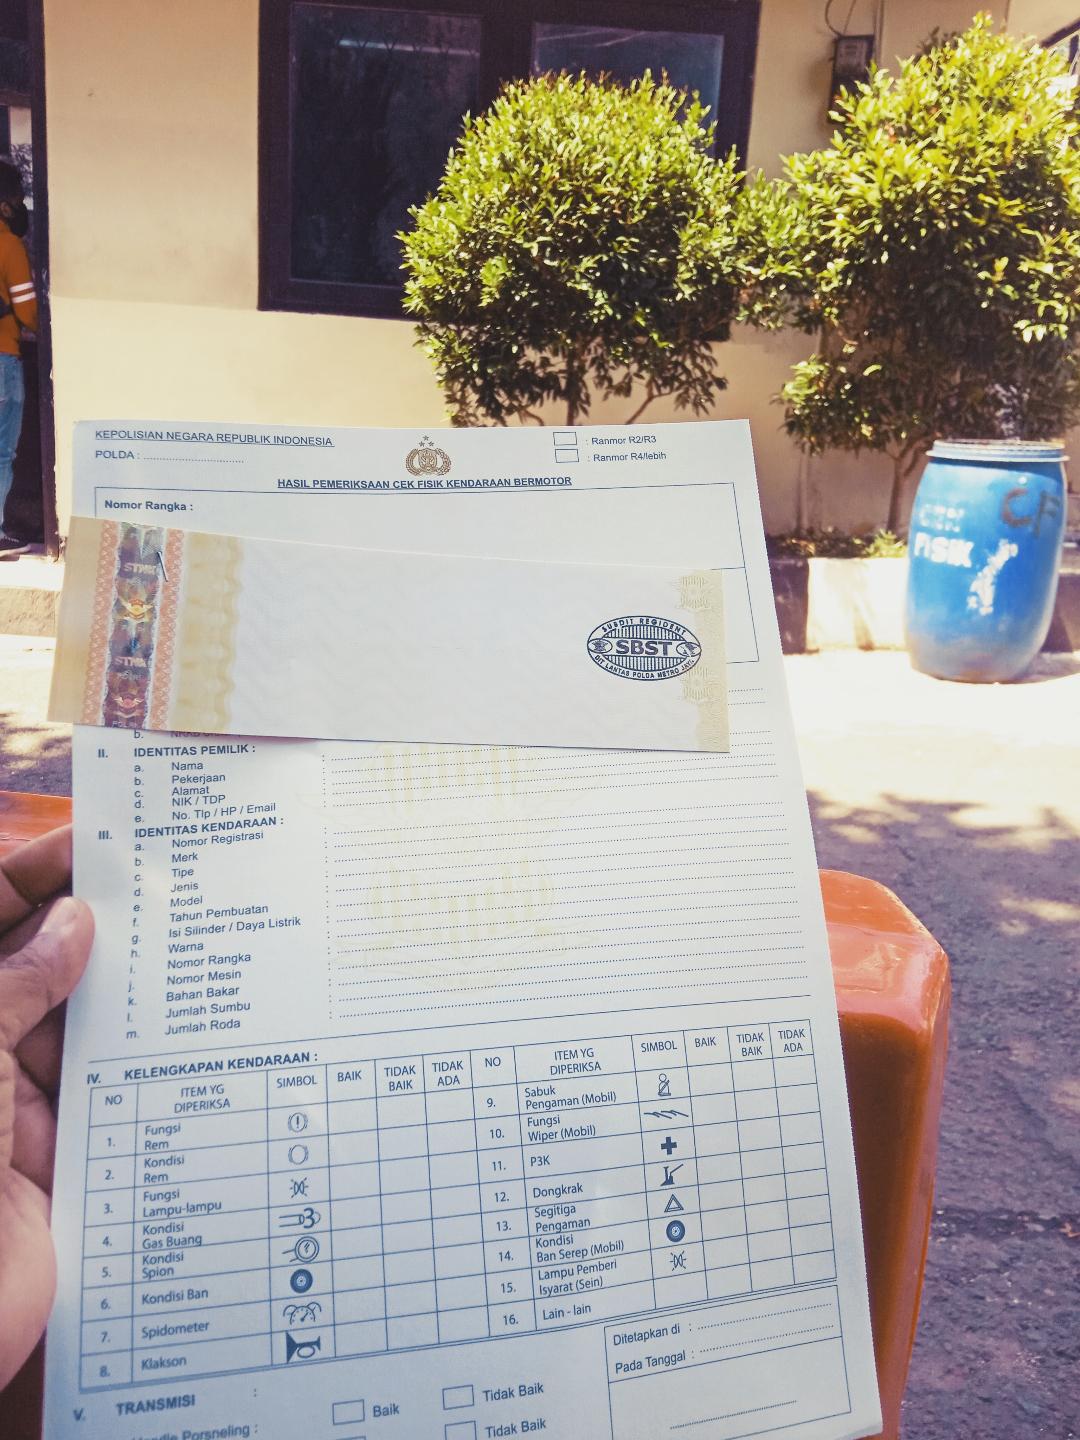 KEPOLISIAN NEGARA REPUBLIK INDONESIA
POLDA : ..........................
: Ranmor R2/R3
: Ranmor R4/lebih
HASIL PEMERIKSAAN CEK FISIK KENDARAAN BERMOTOR
Nomor Rangka :
STNK
STNK
SUBDIT REGIDENT
SBST
DIT LANTAS POLDA METRO JAYA
b.
II. IDENTITAS PEMILIK :
a. Nama :
b. Pekerjaan
c. Alamat
d. NIK / TDP
e. No. Tlp / HP / Email
III. IDENTITAS KENDARAAN :
a. Nomor Registrasi :
b. Merk :
c. Tipe :
d. Jenis :
e. Model :
f. Tahun Pembuatan :
g. Isi Silinder / Daya Listrik :
h. Warna :
i. Nomor Rangka :
j. Nomor Mesin :
k. Bahan Bakar :
l. Jumlah Sumbu :
m. Jumlah Roda :
IV. KELENGKAPAN KENDARAAN :
NO ITEM YG DIPERIKSA SIMBOL BAIK TIDAK BAIK TIDAK ADA
1. Fungsi Rem
2. Kondisi Rem
3. Fungsi Lampu-lampu
4. Kondisi Gas Buang
5. Kondisi Spion
6. Kondisi Ban
7. Spidometer
8. Klakson
NO ITEM YG DIPERIKSA SIMBOL BAIK TIDAK BAIK TIDAK ADA
9. Sabuk Pengaman (Mobil)
10. Fungsi Wiper (Mobil)
11. P3K
12. Dongkrak
13. Segitiga Pengaman
14. Kondisi Ban Serep (Mobil)
15. Lampu Pemberi Isyarat (Sein)
16. Lain - lain
Ditetapkan di : ..........................
Pada Tanggal : ..........................
V. TRANSMISI :
Baik Tidak Baik
Handle Porsneling : Tidak Baik
CF
FISIK